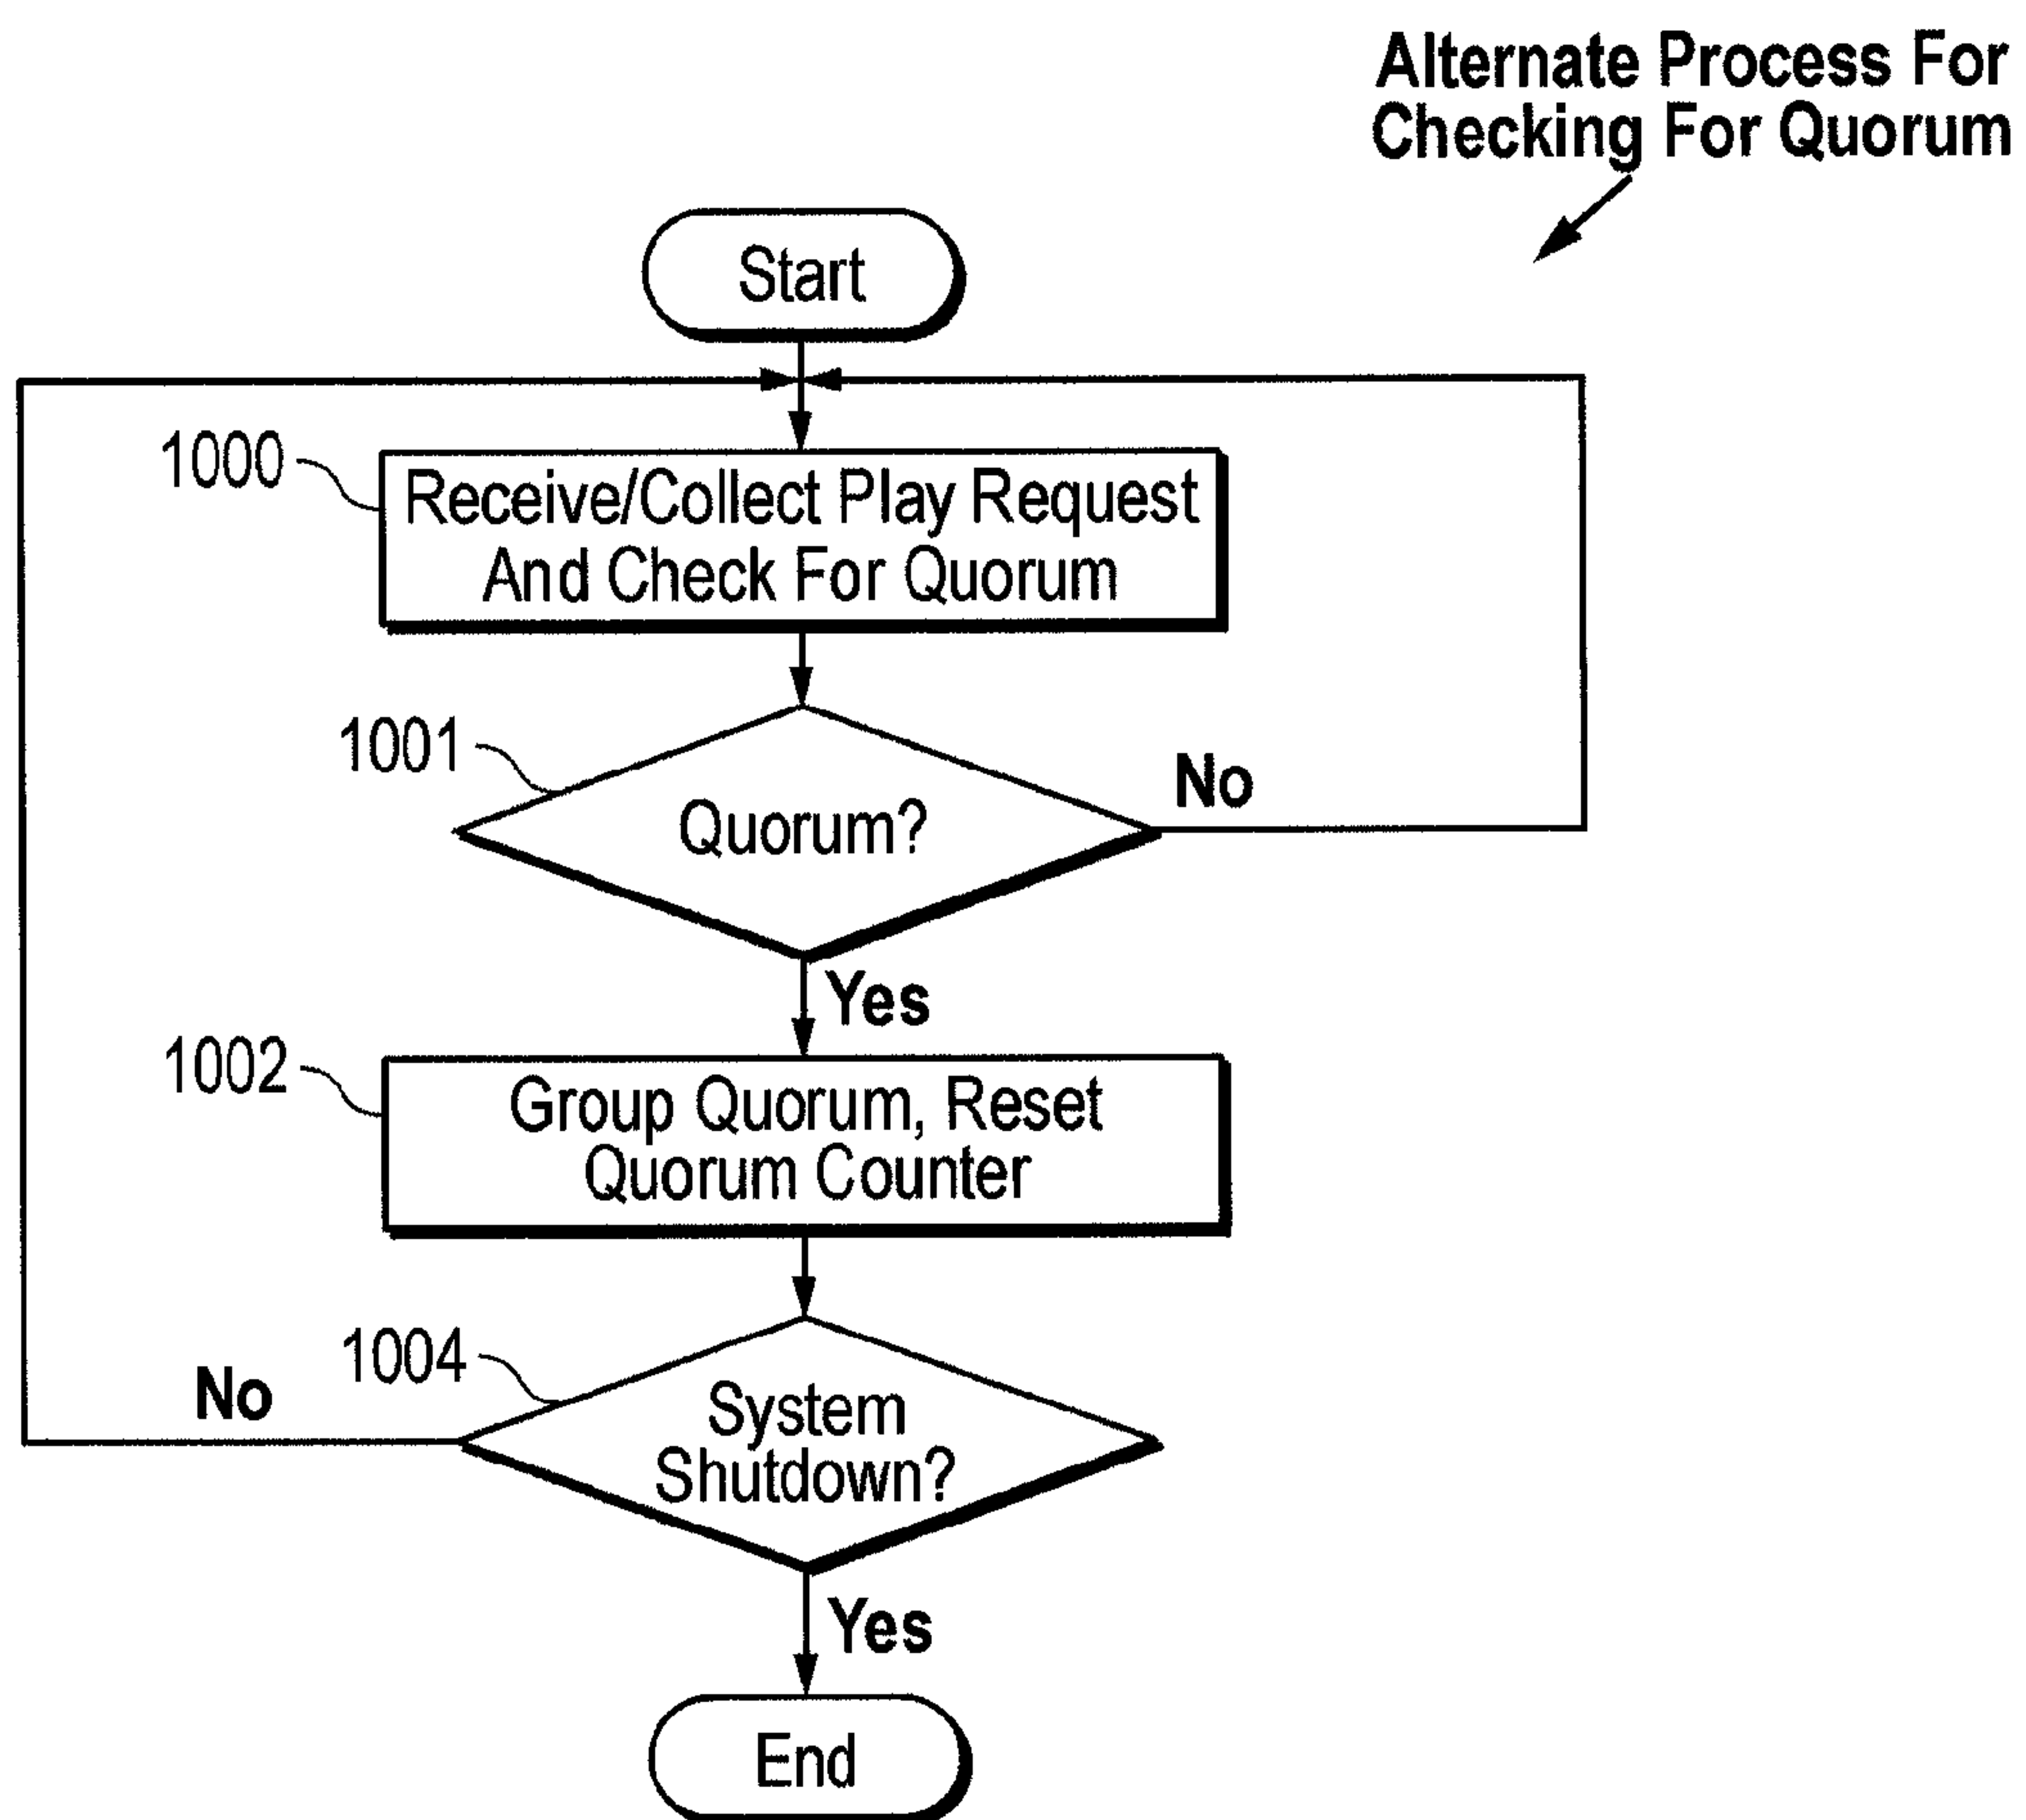 Alternate Process For
Checking For Quorum
Start
1000
Receive/Collect Play Request
And Check For Quorum
1001
Quorum?
No
Yes
1002
Group Quorum, Reset
Quorum Counter
1004
System
Shutdown?
No
Yes
End